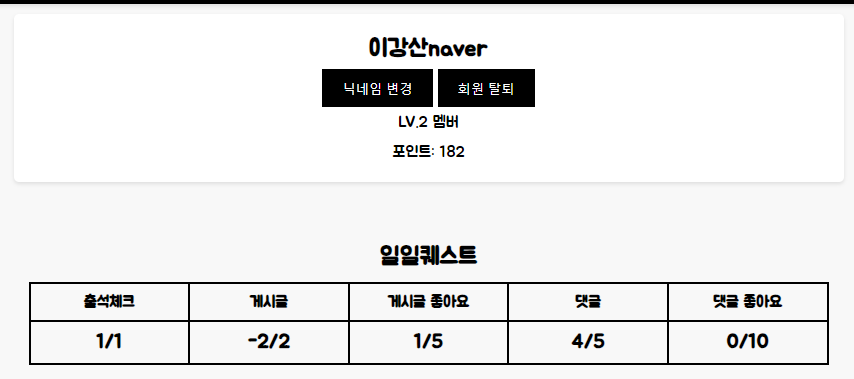 이강산naver
닉네임 변경 회원 탈퇴
LV.2 멤버
포인트: 182
일일퀘스트
출석체크 게시글 게시글 좋아요 댓글 댓글 좋아요
1/1 -2/2 1/5 4/5 0/10